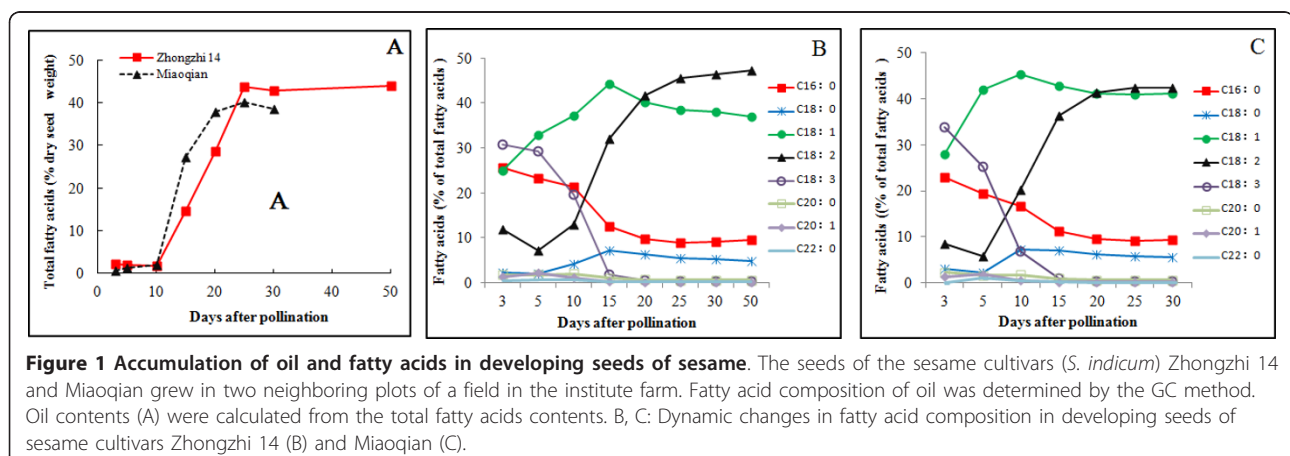 A
Zhongzhi 14
Miaoqian
Total fatty acids (% dry seed weight)
50
40
30
20
10
0
A
0 10 20 30 40 50
Days after pollination
B
Fatty acids (% of total fatty acids )
50
40
30
20
10
0
3 5 10 15 20 25 30 50
Days after pollination
C16: 0
C18: 0
C18: 1
C18: 2
C18: 3
C20: 0
C20: 1
C22: 0
C
Fatty acids ((% of total fatty acids )
50
40
30
20
10
0
3 5 10 15 20 25 30
Days after pollination
C16: 0
C18: 0
C18: 1
C18: 2
C18: 3
C20: 0
C20: 1
C22: 0
Figure 1 Accumulation of oil and fatty acids in developing seeds of sesame. The seeds of the sesame cultivars (S. indicum) Zhongzhi 14
and Miaoqian grew in two neighboring plots of a field in the institute farm. Fatty acid composition of oil was determined by the GC method.
Oil contents (A) were calculated from the total fatty acids contents. B, C: Dynamic changes in fatty acid composition in developing seeds of
sesame cultivars Zhongzhi 14 (B) and Miaoqian (C).